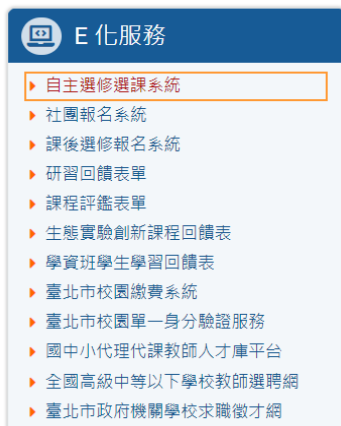 E 化服務
自主選修選課系統
社團報名系統
課後選修報名系統
研習回饋表單
課程評鑑表單
生態實驗創新課程回饋表
學資班學生學習回饋表
臺北市校園繳費系統
臺北市校園單一身分驗證服務
國中小代理代課教師人才庫平台
全國高級中等以下學校教師選聘網
臺北市政府機關學校求職徵才網